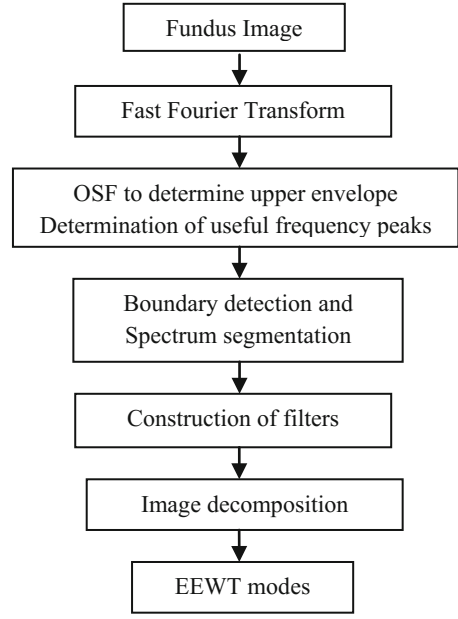 Fundus Image
Fast Fourier Transform
OSF to determine upper envelope
Determination of useful frequency peaks
Boundary detection and
Spectrum segmentation
Construction of filters
Image decomposition
EEWT modes